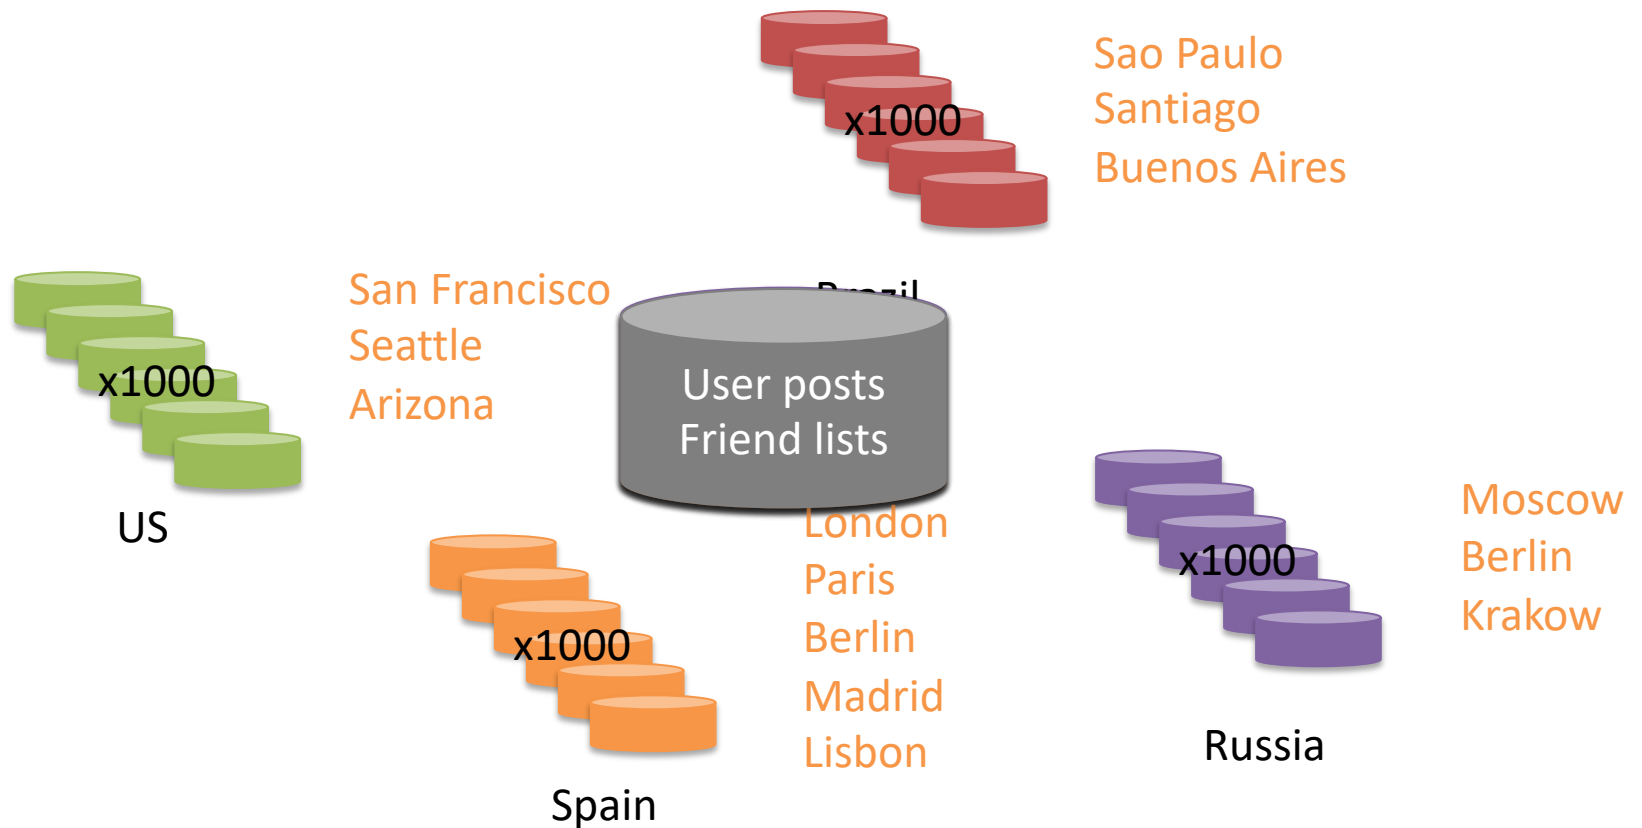 Sao Paulo
Santiago
Buenos Aires
x1000
Brazil
San Francisco
Seattle
Arizona
x1000
US
User posts
Friend lists
London
Paris
Berlin
Madrid
Lisbon
x1000
Spain
Moscow
Berlin
Krakow
x1000
Russia